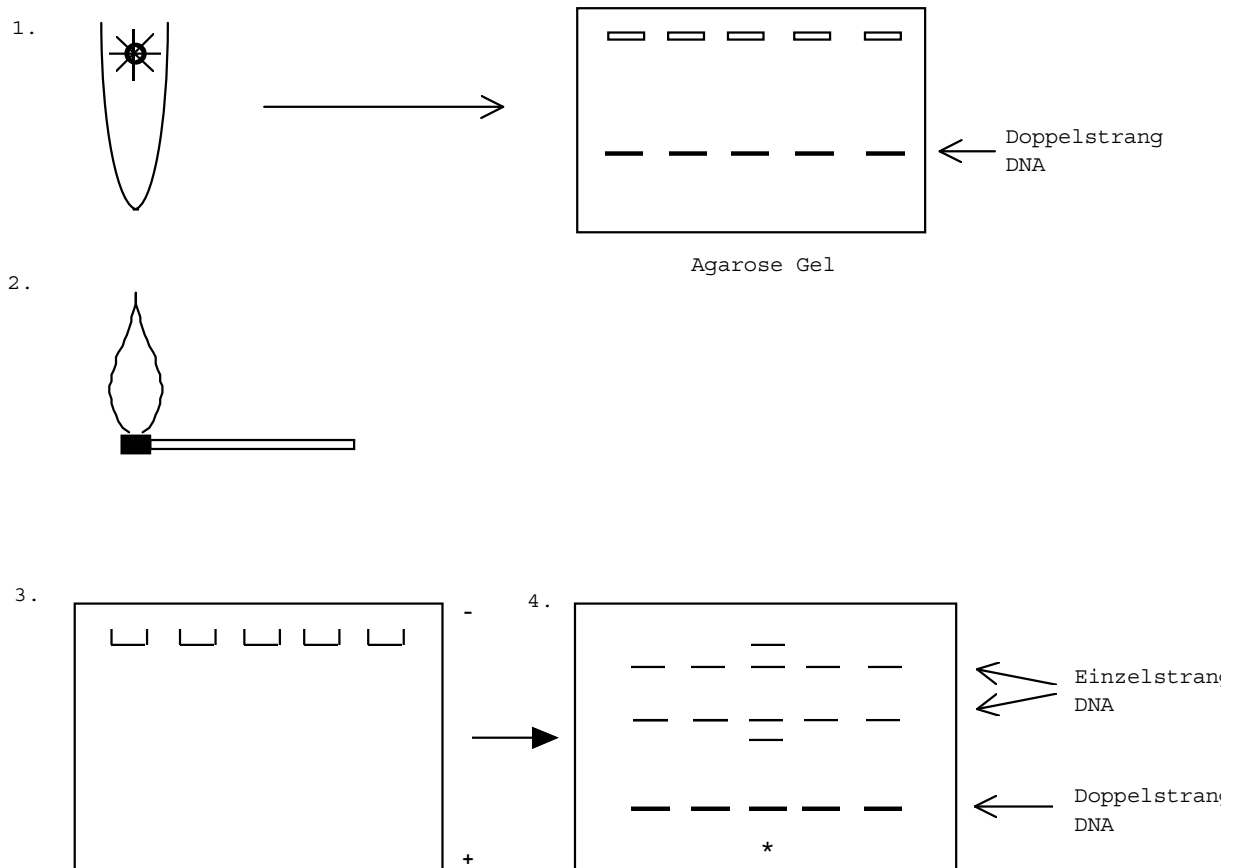 1.
Doppelstrang
DNA
Agarose Gel
2.
3.
-
4.
Einzelstrang
DNA
Doppelstrang
DNA
+
*